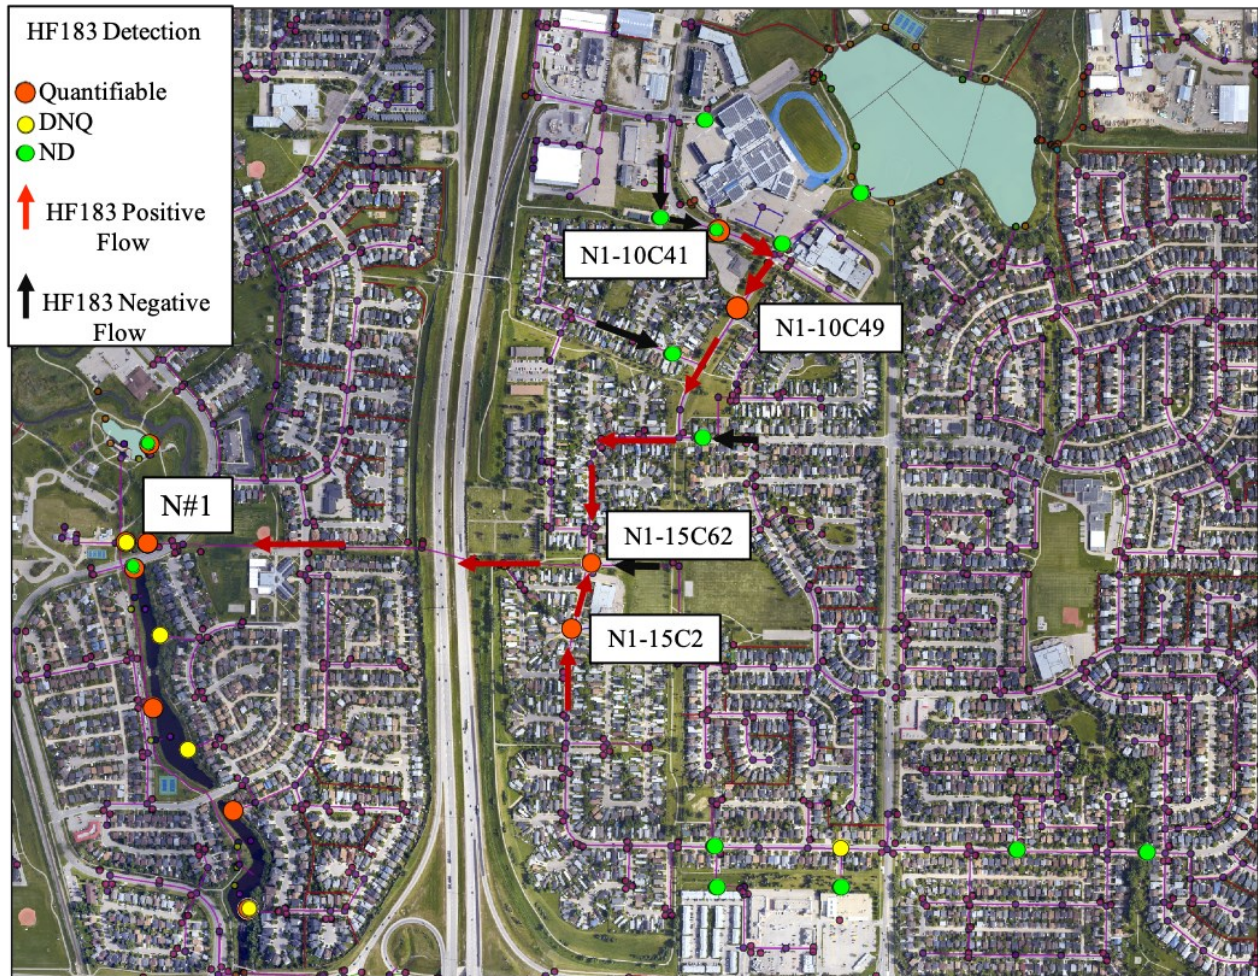 HF183 Detection
Quantifiable
DNQ
ND
HF183 Positive
Flow
HF183 Negative
Flow
N1-10C41
N1-10C49
N#1
N1-15C62
N1-15C2